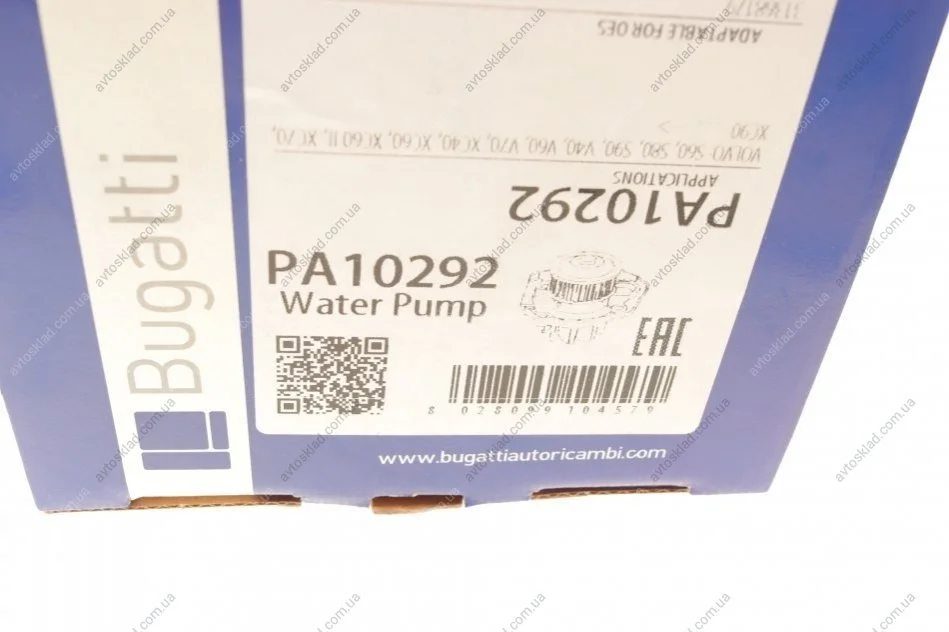 Bugatti
ADAPTABLE FOR OES
PA10292
APPLICATIONS
VOLVO- S60, S80, S90, V40, V60, V70, XC40, XC60, XC60 II, XC70,
XC90
PA10292
Water Pump
EAC
8 028099 104579
www.bugattiautoricambi.com
avtosklad.com.ua